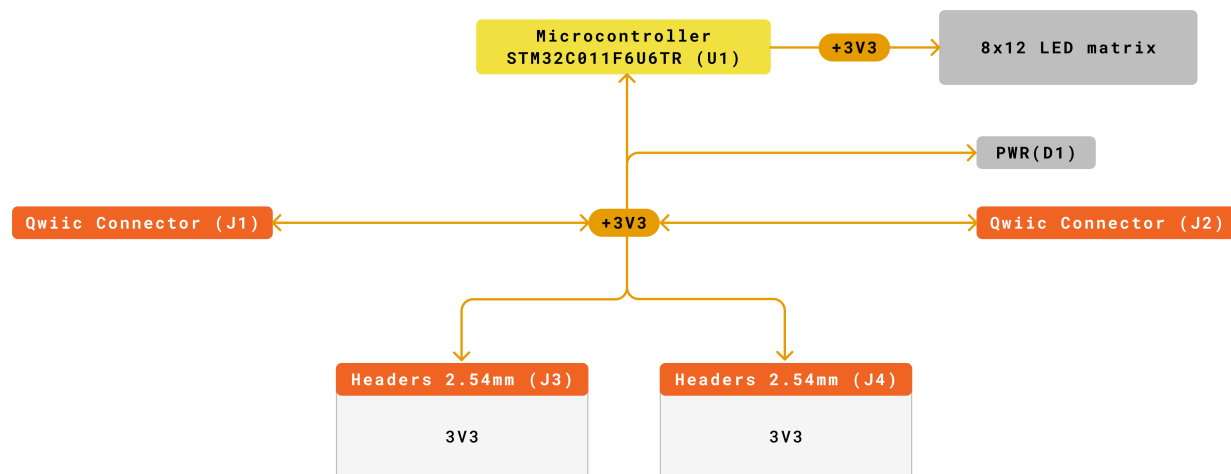 Microcontroller
STM32C011F6U6TR (U1)
+3V3
8x12 LED matrix
PWR(D1)
Qwiic Connector (J1)
+3V3
Qwiic Connector (J2)
Headers 2.54mm (J3)
Headers 2.54mm (J4)
3V3
3V3